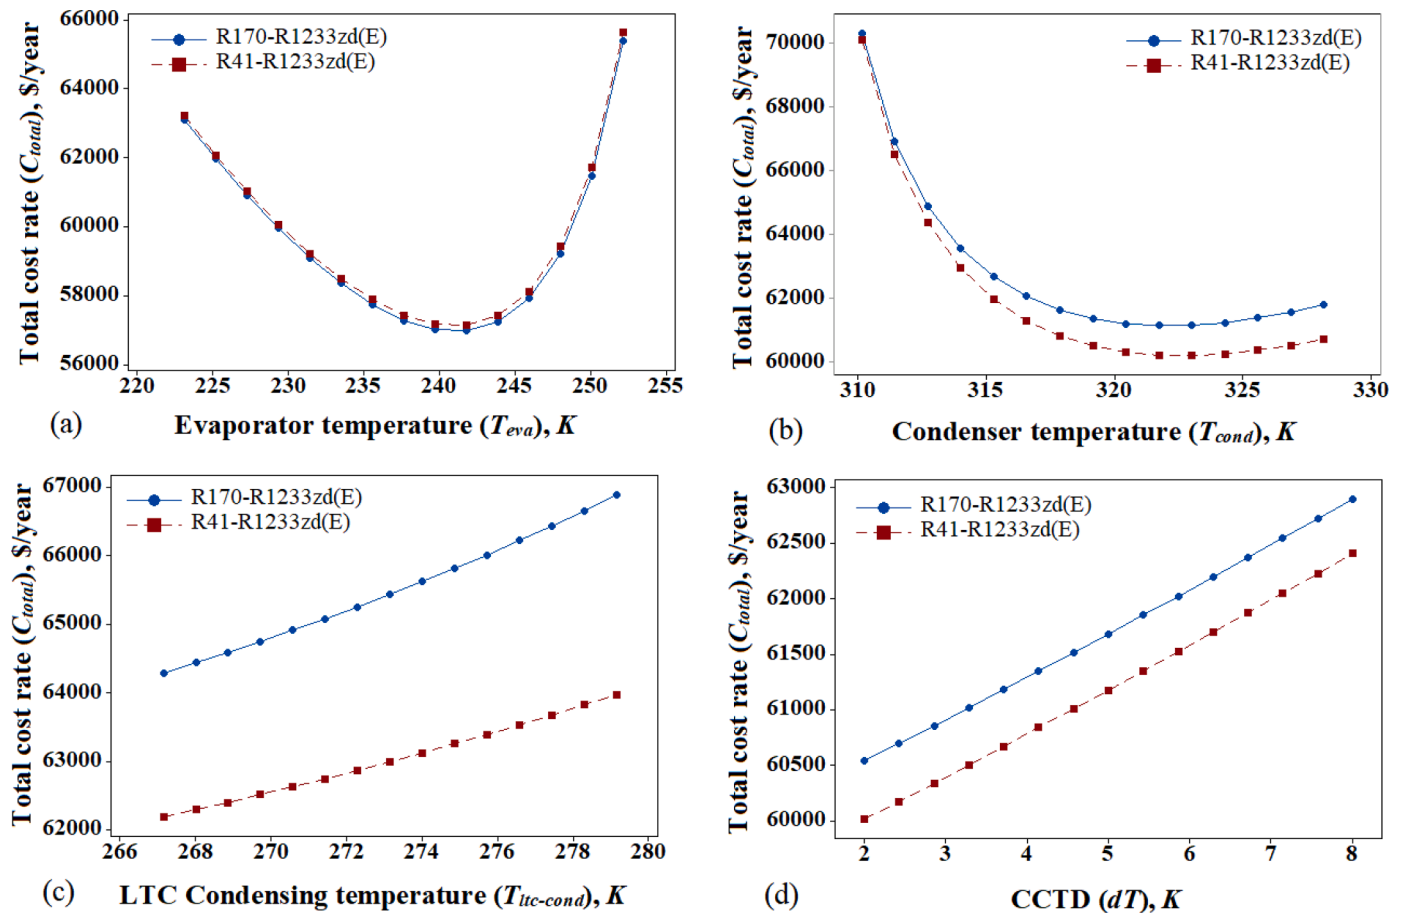 Total cost rate (Ctotal), $/year
66000
64000
62000
60000
58000
56000
R170-R1233zd(E)
R41-R1233zd(E)
220 225 230 235 240 245 250 255
(a) Evaporator temperature (Teva), K
Total cost rate (Ctotal), $/year
70000
68000
66000
64000
62000
60000
R170-R1233zd(E)
R41-R1233zd(E)
310 315 320 325 330
(b) Condenser temperature (Tcond), K
Total cost rate (Ctotal), $/year
67000
66000
65000
64000
63000
62000
R170-R1233zd(E)
R41-R1233zd(E)
266 268 270 272 274 276 278 280
(c) LTC Condensing temperature (Tltc-cond), K
Total cost rate (Ctotal), $/year
63000
62500
62000
61500
61000
60500
60000
R170-R1233zd(E)
R41-R1233zd(E)
2 3 4 5 6 7 8
(d) CCTD (dT), K